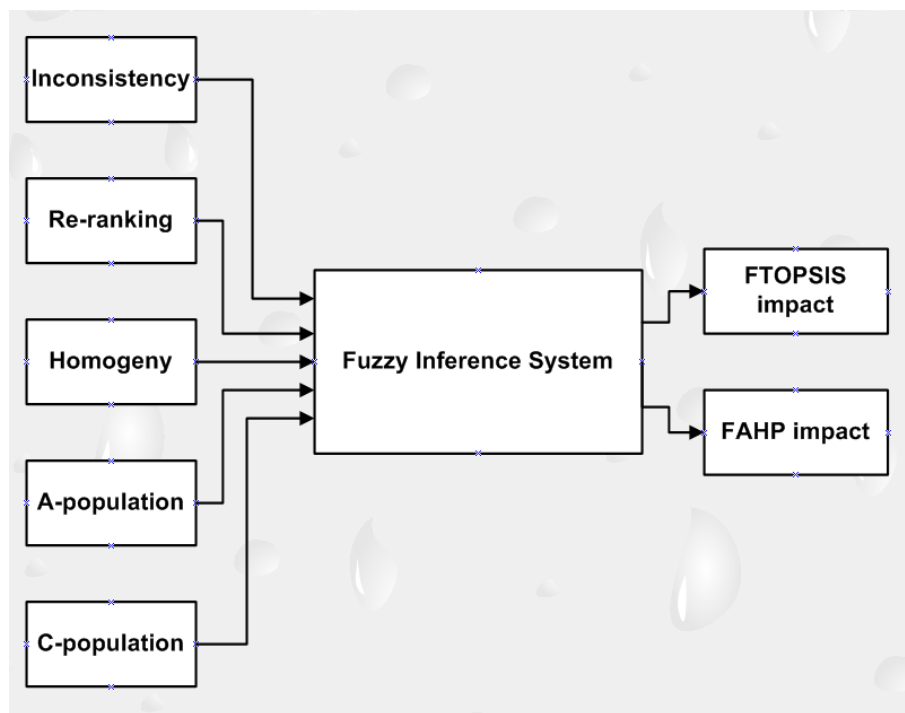 Inconsistency
Re-ranking
Homogeny
A-population
C-population
Fuzzy Inference System
FTOPSIS
impact
FAHP impact